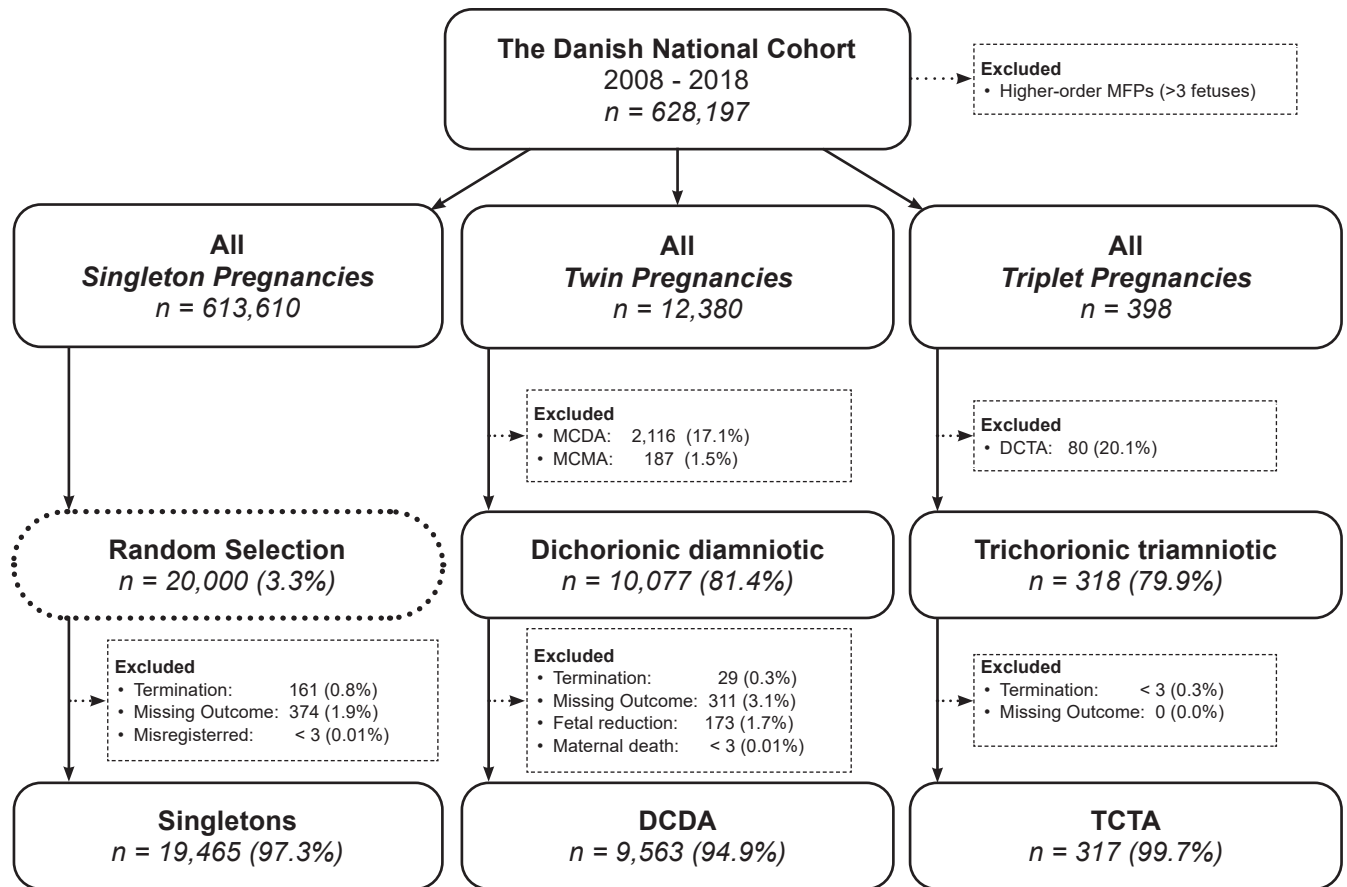 The Danish National Cohort
2008 - 2018
n = 628,197
Excluded
• Higher-order MFPs (>3 fetuses)
All
Singleton Pregnancies
n = 613,610
All
Twin Pregnancies
n = 12,380
All
Triplet Pregnancies
n = 398
Excluded
• MCDA: 2,116 (17.1%)
• MCMA: 187 (1.5%)
Excluded
• DCTA: 80 (20.1%)
Random Selection
n = 20,000 (3.3%)
Dichorionic diamniotic
n = 10,077 (81.4%)
Trichorionic triamniotic
n = 318 (79.9%)
Excluded
• Termination: 161 (0.8%)
• Missing Outcome: 374 (1.9%)
• Misregisterred: < 3 (0.01%)
Excluded
• Termination: 29 (0.3%)
• Missing Outcome: 311 (3.1%)
• Fetal reduction: 173 (1.7%)
• Maternal death: < 3 (0.01%)
Excluded
• Termination: < 3 (0.3%)
• Missing Outcome: 0 (0.0%)
Singletons
n = 19,465 (97.3%)
DCDA
n = 9,563 (94.9%)
TCTA
n = 317 (99.7%)